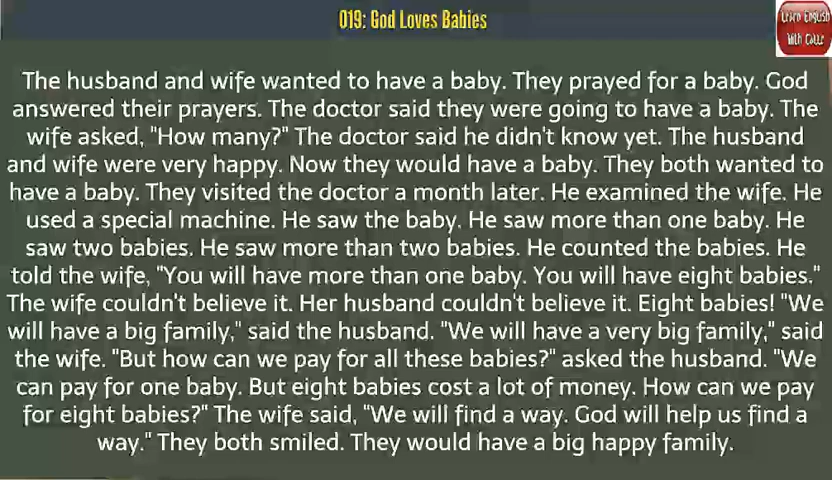 019: God Loves Babies
Learn English
With Caller
The husband and wife wanted to have a baby. They prayed for a baby. God
answered their prayers. The doctor said they were going to have a baby. The
wife asked, "How many?" The doctor said he didn't know yet. The husband
and wife were very happy. Now they would have a baby. They both wanted to
have a baby. They visited the doctor a month later. He examined the wife. He
used a special machine. He saw the baby. He saw more than one baby. He
saw two babies. He saw more than two babies. He counted the babies. He
told the wife, "You will have more than one baby. You will have eight babies."
The wife couldn't believe it. Her husband couldn't believe it. Eight babies! "We
will have a big family," said the husband. "We will have a very big family," said
the wife. "But how can we pay for all these babies?" asked the husband. "We
can pay for one baby. But eight babies cost a lot of money. How can we pay
for eight babies?" The wife said, "We will find a way. God will help us find a
way." They both smiled. They would have a big happy family.